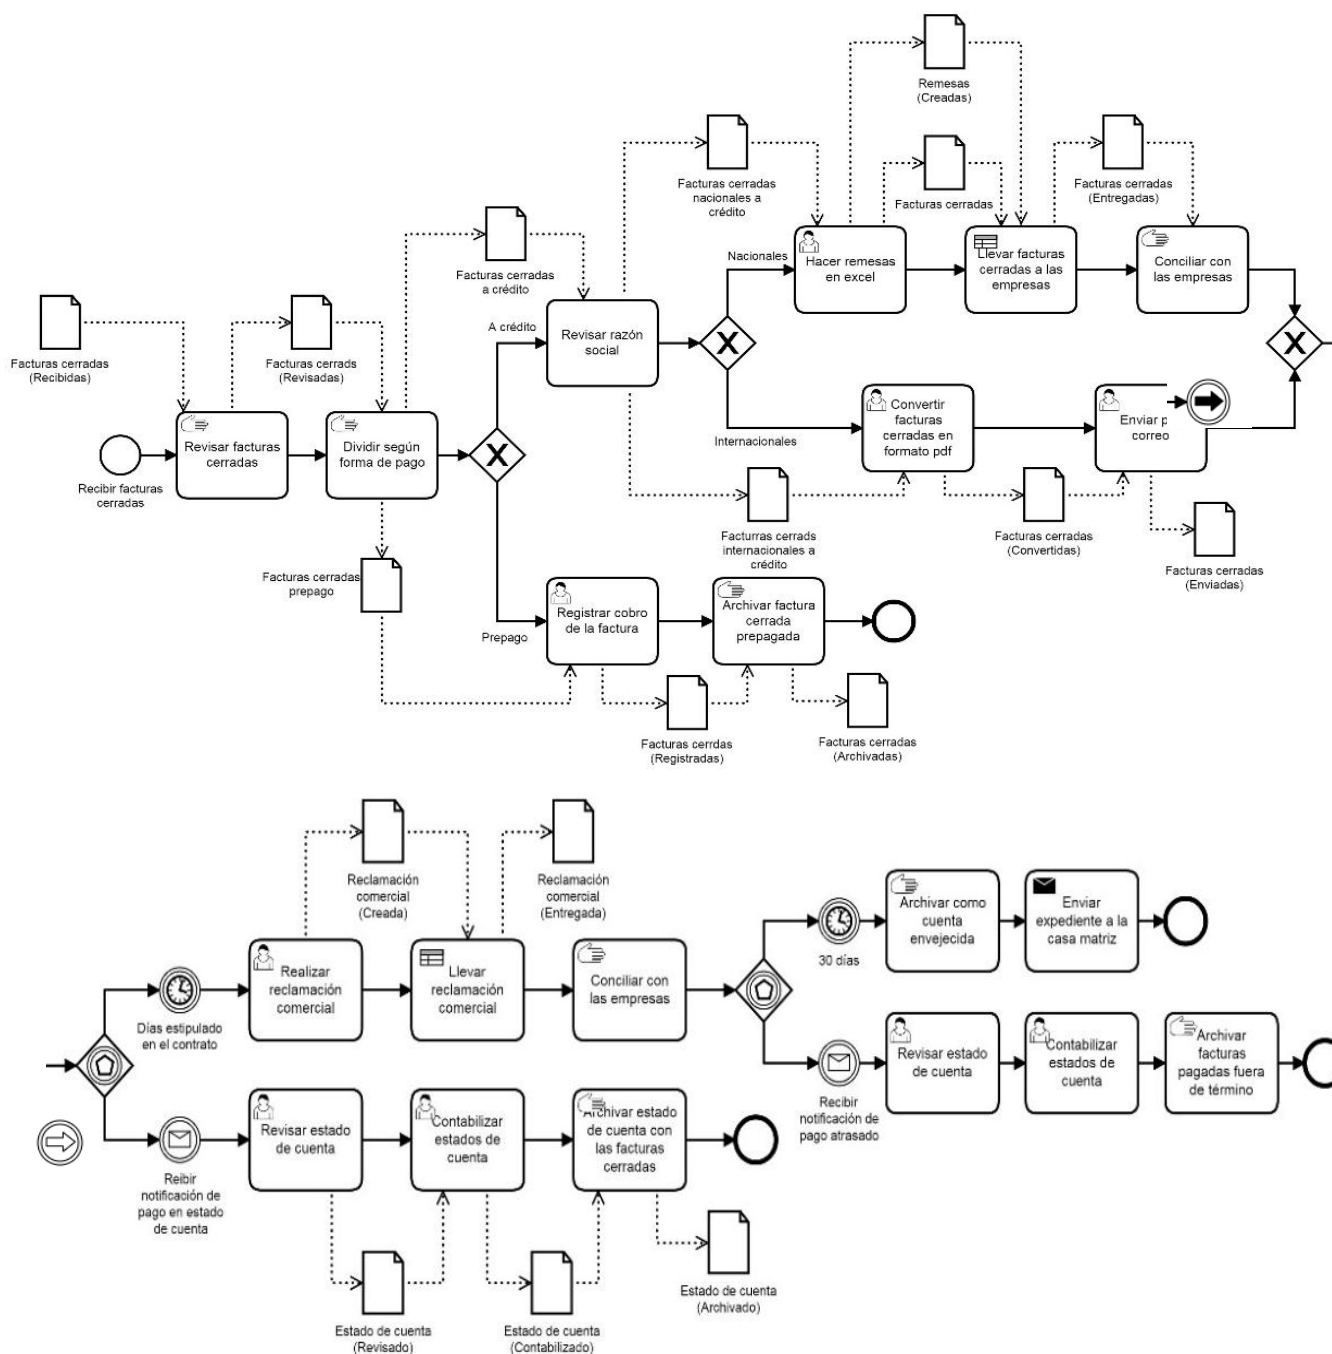 Remesas
(Creadas)
Facturas cerradas
nacionales a
crédito
Facturas cerradas
Facturas cerradas
(Entregadas)
Facturas cerradas
a crédito
Nacionales
Hacer remesas
en excel
Llevar facturas
cerradas a las
empresas
Conciliar con
las empresas
Facturas cerradas
(Recibidas)
Facturas cerrads
(Revisadas)
A crédito
Revisar razón
social
Revisar facturas
cerradas
Dividir según
forma de pago
Recibir facturas
cerradas
Internacionales
Convertir
facturas
cerradas en
formato pdf
Enviar p
correo
Facturras cerrads
internacionales a
crédito
Facturas cerradas
(Convertidas)
Facturas cerradas
(Enviadas)
Facturas cerradas
prepago
Prepago
Registrar cobro
de la factura
Archivar factura
cerrada
prepagada
Facturas cerrdas
(Registradas)
Facturas cerradas
(Archivadas)
Reclamación
comercial
(Creada)
Reclamación
comercial
(Entregada)
Días estipulado
en el contrato
Realizar
reclamación
comercial
Llevar
reclamación
comercial
Conciliar con
las empresas
30 días
Archivar como
cuenta
envejecida
Enviar
expediente a la
casa matriz
Recibir
notificación de
pago atrasado
Revisar estado
de cuenta
Contabilizar
estados de
cuenta
Archivar
facturas
pagadas fuera
de término
Reibir
notificación de
pago en estado
de cuenta
Revisar estado
de cuenta
Contabilizar
estados de
cuenta
Archivar estado
de cuenta con
las facturas
cerradas
Estado de cuenta
(Revisado)
Estado de cuenta
(Contabilizado)
Estado de cuenta
(Archivado)